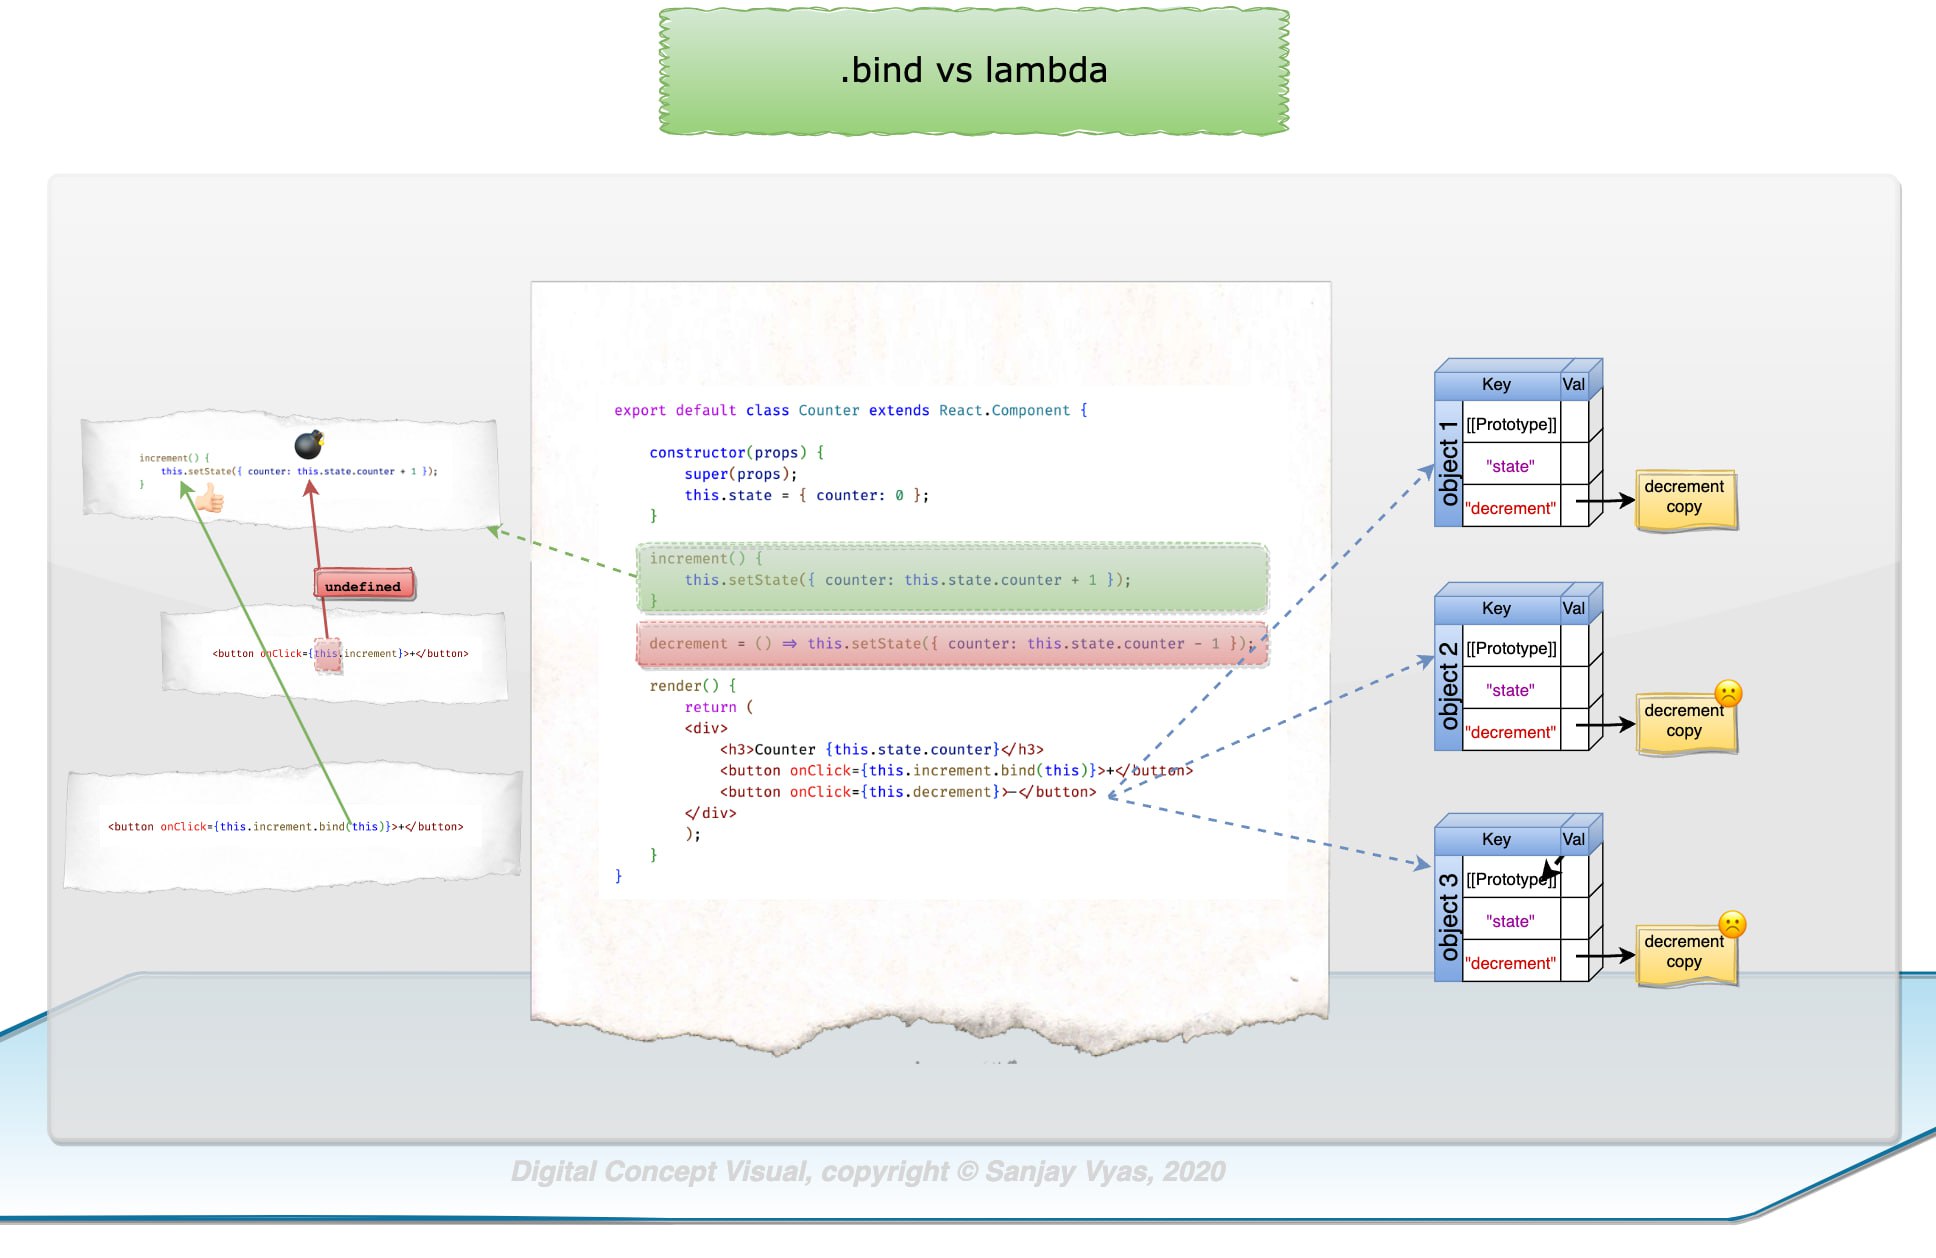 .bind vs lambda
increment() {
this.setState({ counter: this.state.counter + 1 });
}
undefined
<button onClick={this.increment}>+</button>
<button onClick={this.increment.bind(this)}>+</button>
export default class Counter extends React.Component {
constructor(props) {
super(props);
this.state = { counter: 0 };
}
increment() {
this.setState({ counter: this.state.counter + 1 });
}
decrement = () => this.setState({ counter: this.state.counter - 1 });
render() {
return (
<div>
<h3>Counter {this.state.counter}</h3>
<button onClick={this.increment.bind(this)}>+</button>
<button onClick={this.decrement}>-</button>
</div>
);
}
}
object 1
Key Val
[[Prototype]]
"state"
"decrement"
decrement
copy
object 2
Key Val
[[Prototype]]
"state"
"decrement"
decrement
copy
object 3
Key Val
[[Prototype]]
"state"
"decrement"
decrement
copy
Digital Concept Visual, copyright © Sanjay Vyas, 2020